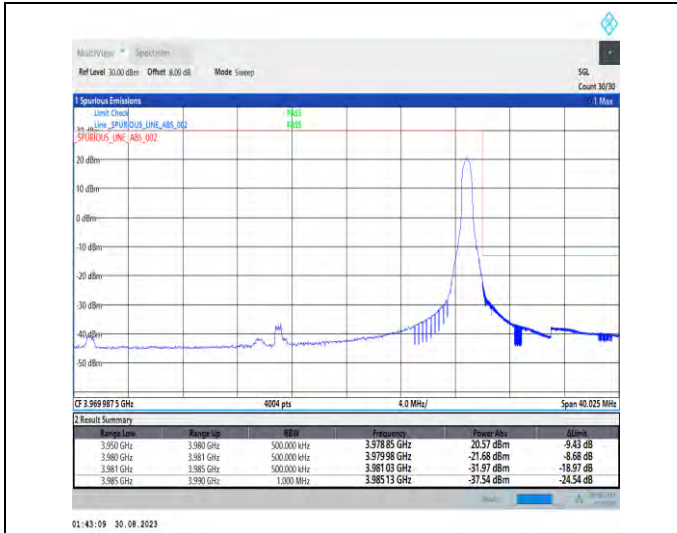 MultiView Spectrum
Ref Level 30.00 dBm Offset 8.00 dB Mode Sweep SGL
Count 30/30
1 Spurious Emissions 1 Max
Limit Check PASS
Line _SPURIOUS_LINE_ABS_002 PASS
_SPURIOUS_LINE_ABS_002
20 dBm
10 dBm
0 dBm
-10 dBm
-20 dBm
-30 dBm
-40 dBm
-50 dBm
CF 3.969 987 5 GHz 4004 pts 4.0 MHz/ Span 40.025 MHz
2 Result Summary
Range Low Range Up RBW Frequency Power Abs ΔLimit
3.950 GHz 3.980 GHz 500.000 kHz 3.978 85 GHz 20.57 dBm -9.43 dB
3.980 GHz 3.981 GHz 500.000 kHz 3.979 98 GHz -21.68 dBm -8.68 dB
3.981 GHz 3.985 GHz 500.000 kHz 3.981 03 GHz -31.97 dBm -18.97 dB
3.985 GHz 3.990 GHz 1.000 MHz 3.985 13 GHz -37.54 dBm -24.54 dB
01:43:09 30.08.2023